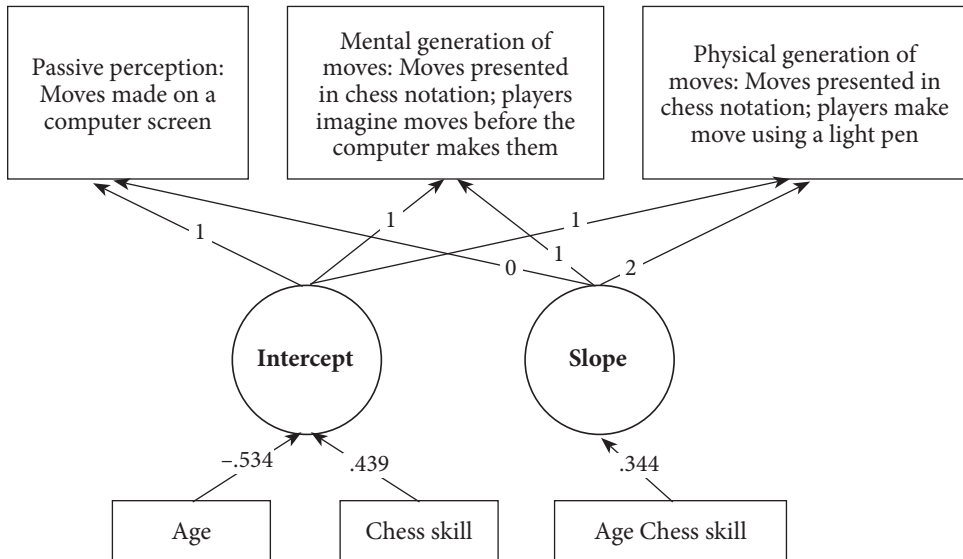 Passive perception:
Moves made on a
computer screen
Mental generation of
moves: Moves presented
in chess notation; players
imagine moves before the
computer makes them
Physical generation of
moves: Moves presented in
chess notation; players make
move using a light pen
1
1
1
0
1
2
Intercept
Slope
–.534
.439
.344
Age
Chess skill
Age Chess skill